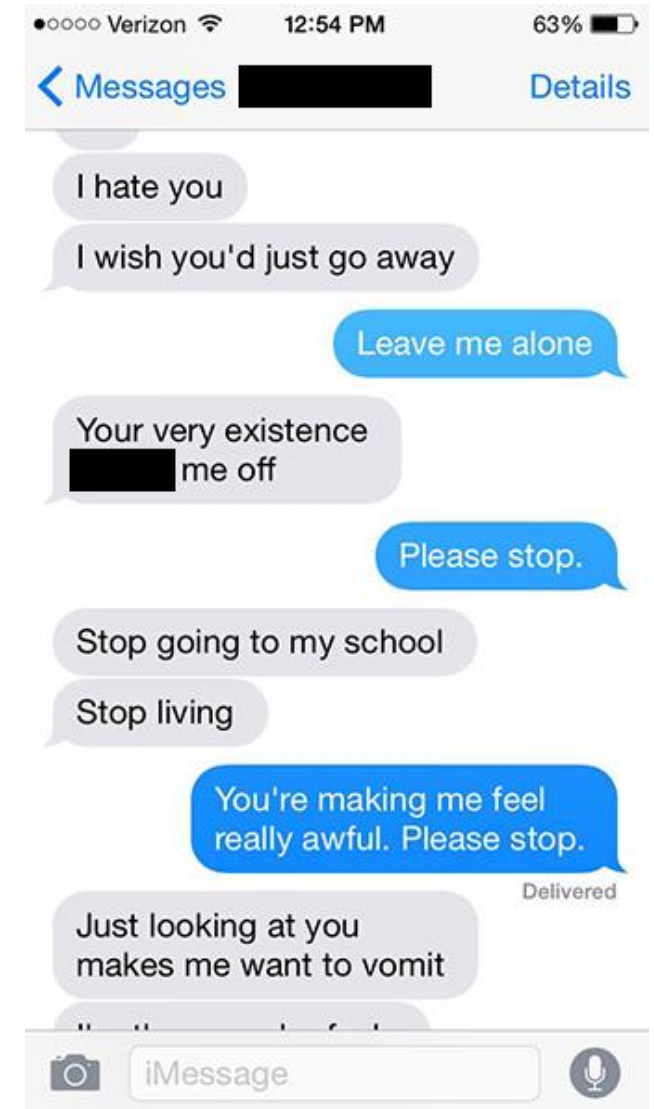 Verizon 12:54 PM 63%
Messages Details
I hate you
I wish you'd just go away
Leave me alone
Your very existence
me off
Please stop.
Stop going to my school
Stop living
You're making me feel
really awful. Please stop.
Delivered
Just looking at you
makes me want to vomit
iMessage